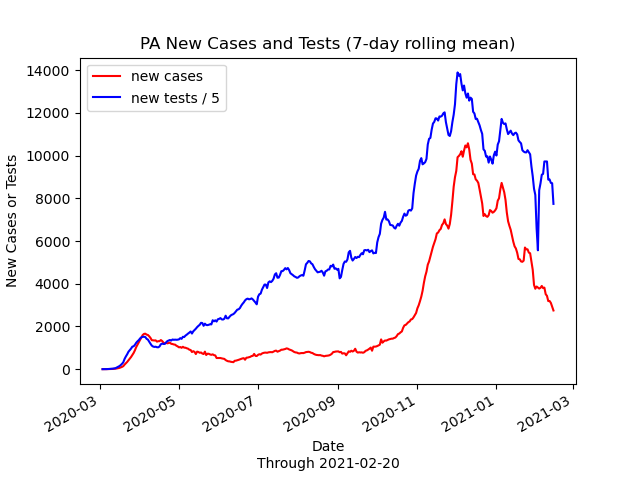 PA New Cases and Tests (7-day rolling mean)
new cases
new tests / 5
New Cases or Tests
14000
12000
10000
8000
6000
4000
2000
0
2020-03
2020-05
2020-07
2020-09
2020-11
2021-01
2021-03
Date
Through 2021-02-20